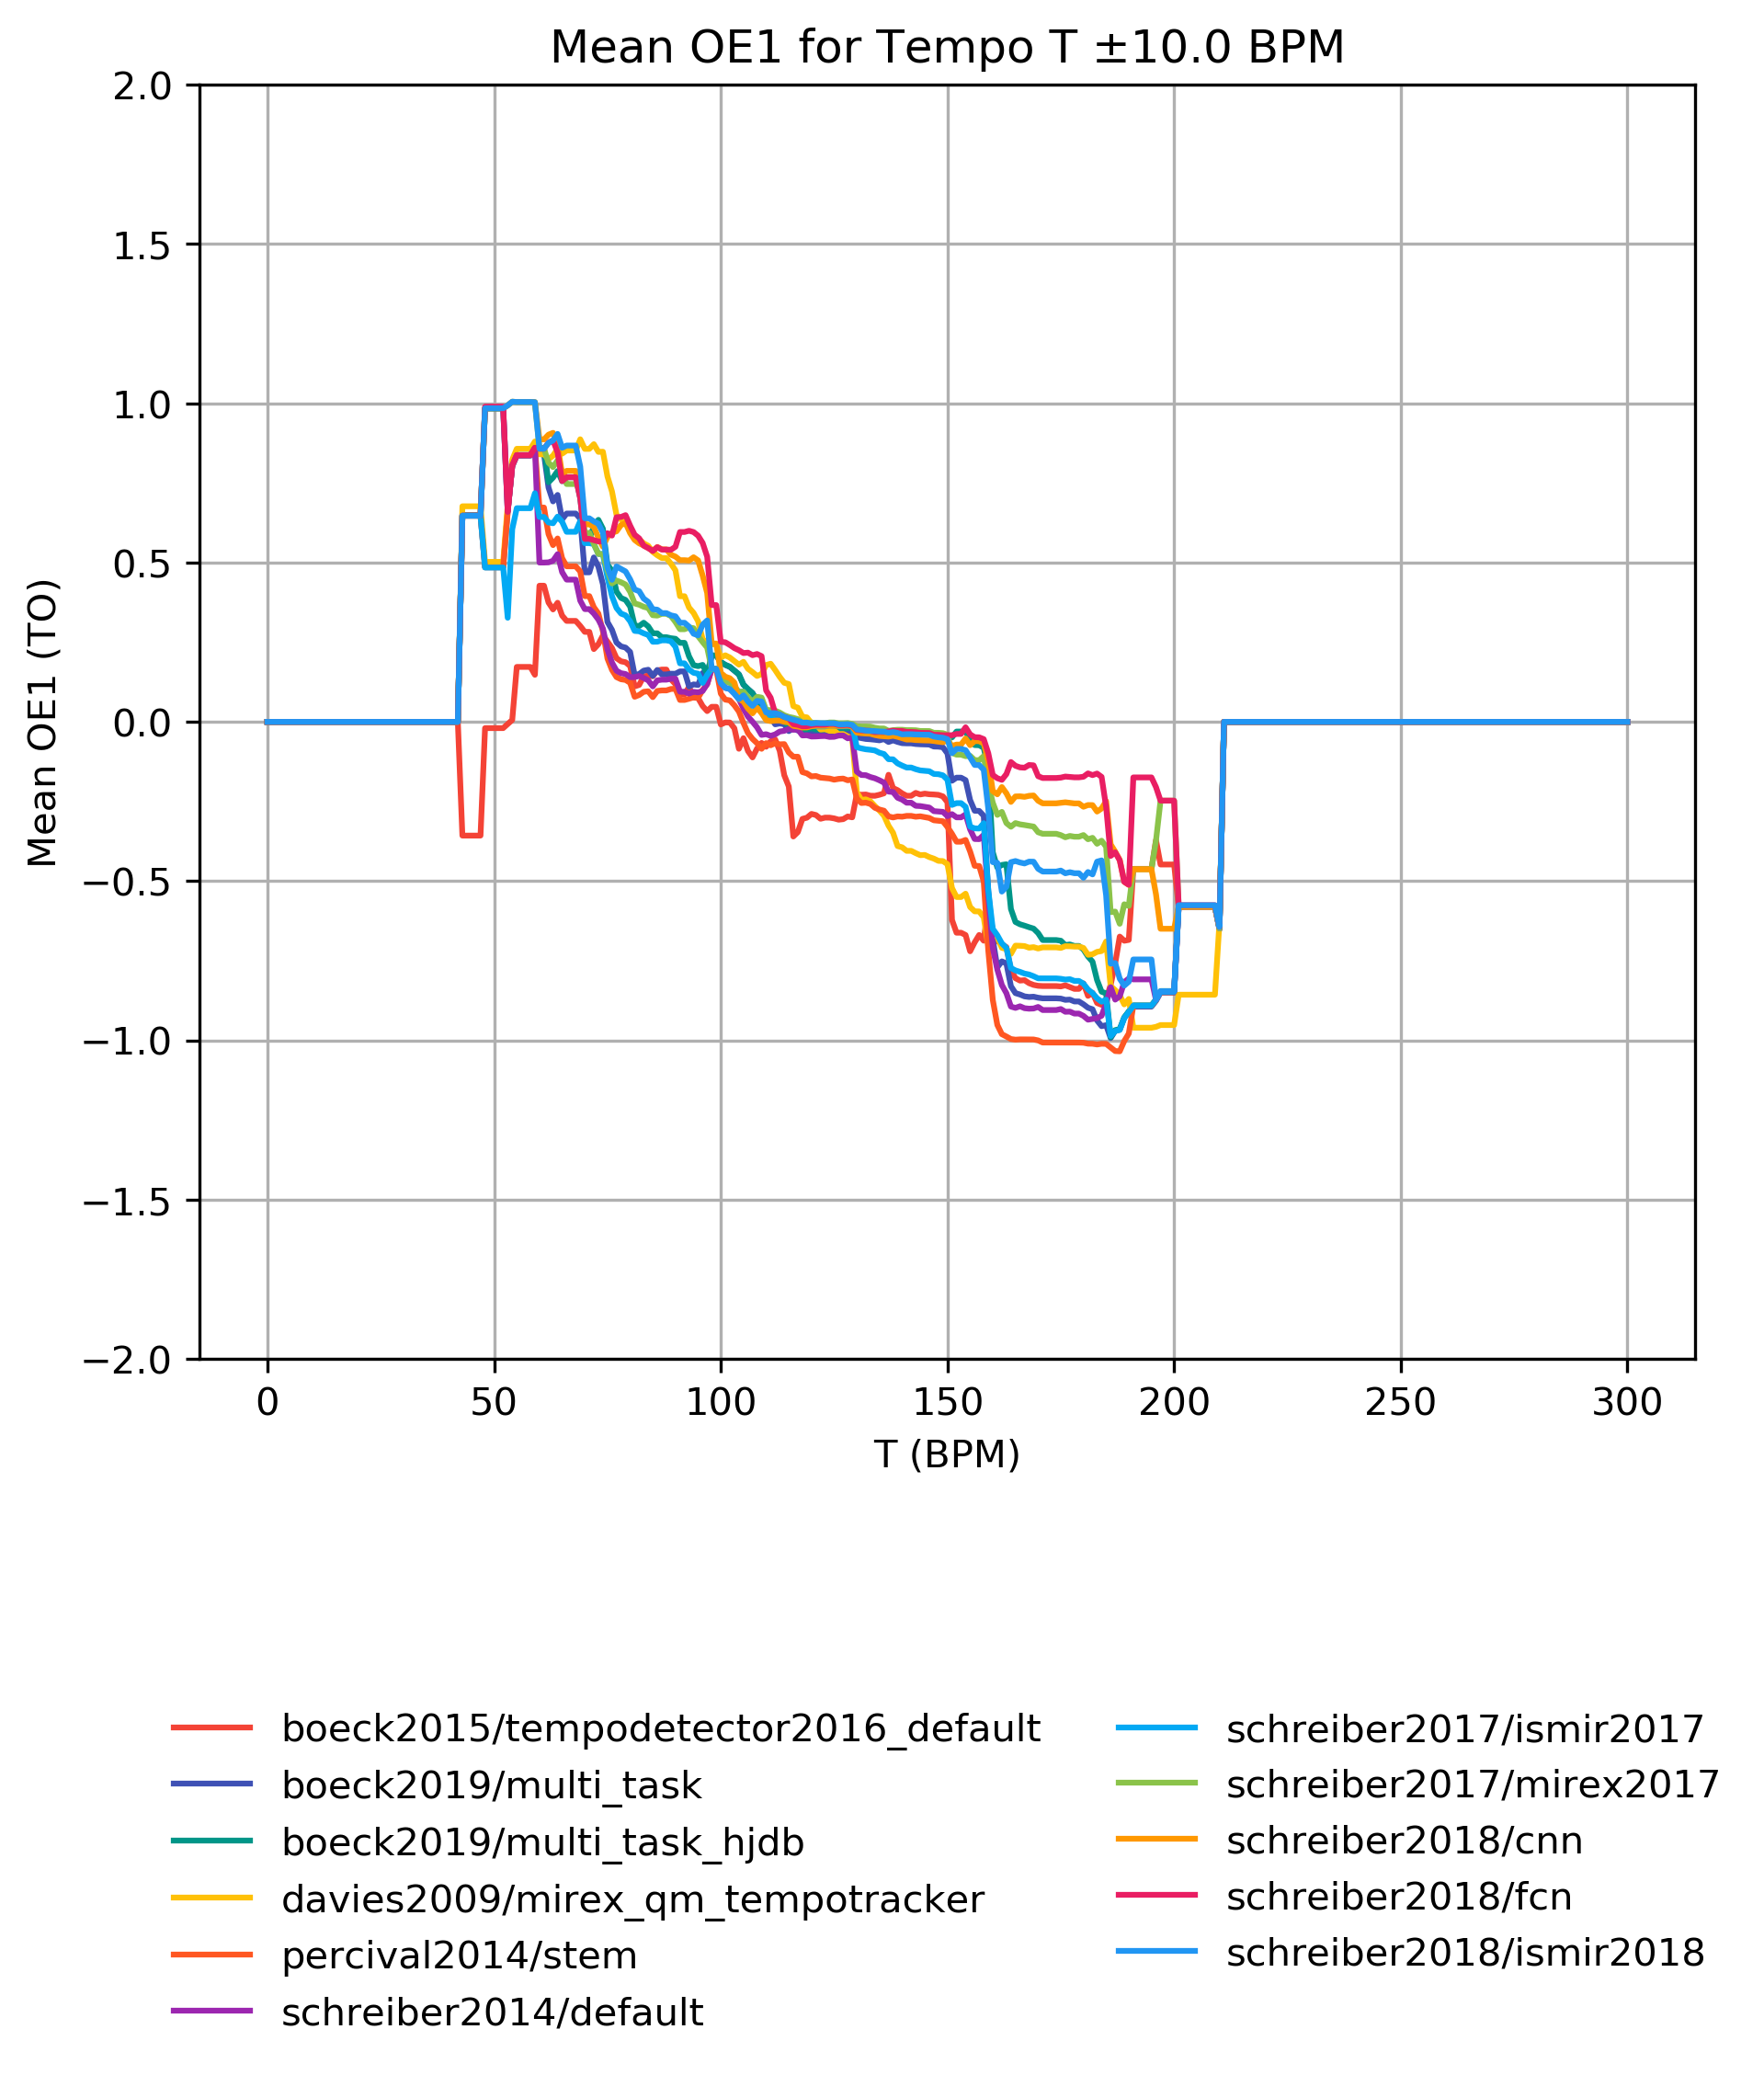 Mean OE1 for Tempo T ±10.0 BPM
2.0
1.5
1.0
0.5
0.0
−0.5
−1.0
−1.5
−2.0
Mean OE1 (TO)
0 50 100 150 200 250 300
T (BPM)
boeck2015/tempodetector2016_default
boeck2019/multi_task
boeck2019/multi_task_hjdb
davies2009/mirex_qm_tempotracker
percival2014/stem
schreiber2014/default
schreiber2017/ismir2017
schreiber2017/mirex2017
schreiber2018/cnn
schreiber2018/fcn
schreiber2018/ismir2018